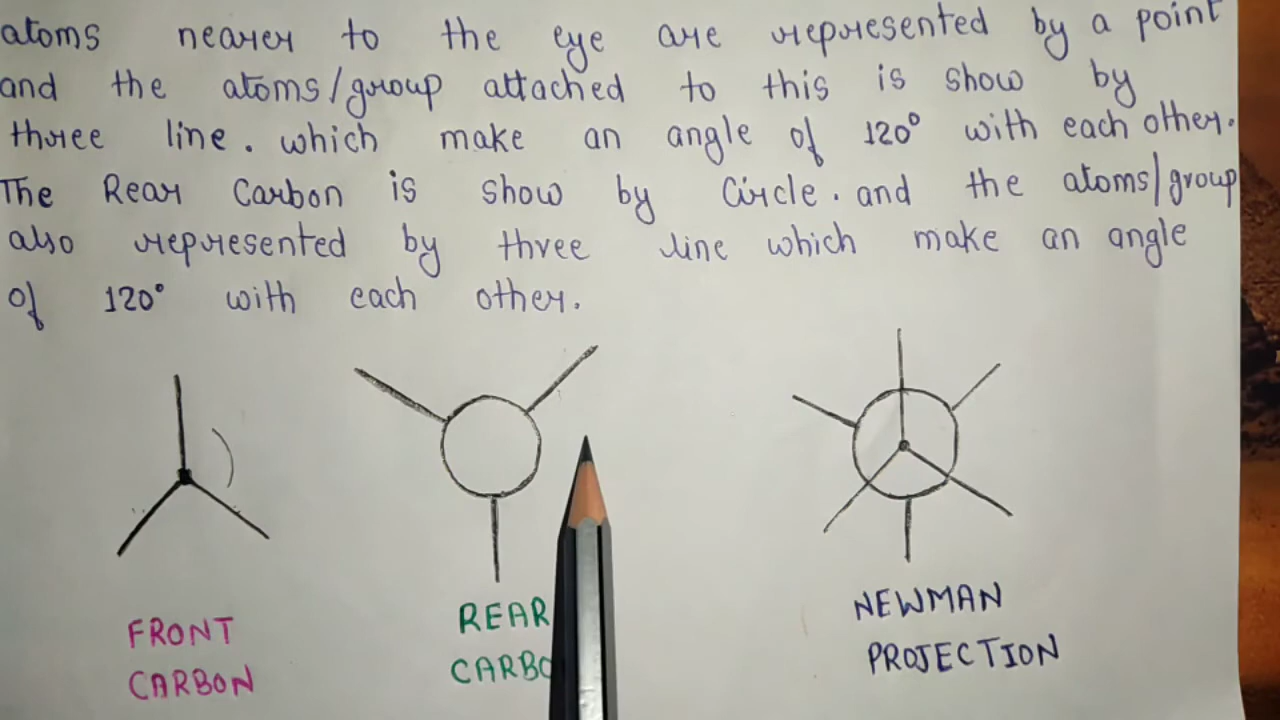 atoms nearer to the eye are represented by a point
and the atoms/group attached to this is show by
three line. which make an angle of 120° with each other.
The Rear Carbon is show by Circle. and the atoms/group
also represented by three line which make an angle
of 120° with each other.
FRONT
CARBON
REAR
CARBO
NEWMAN
PROJECTION